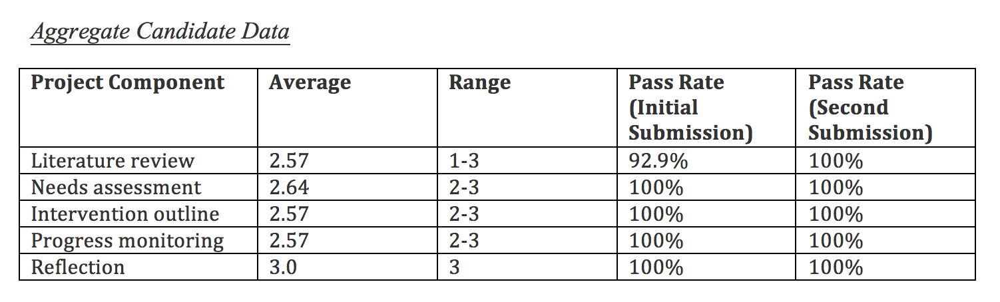 Aggregate Candidate Data
Project Component Average Range Pass Rate (Initial Submission) Pass Rate (Second Submission)
Literature review 2.57 1-3 92.9% 100%
Needs assessment 2.64 2-3 100% 100%
Intervention outline 2.57 2-3 100% 100%
Progress monitoring 2.57 2-3 100% 100%
Reflection 3.0 3 100% 100%